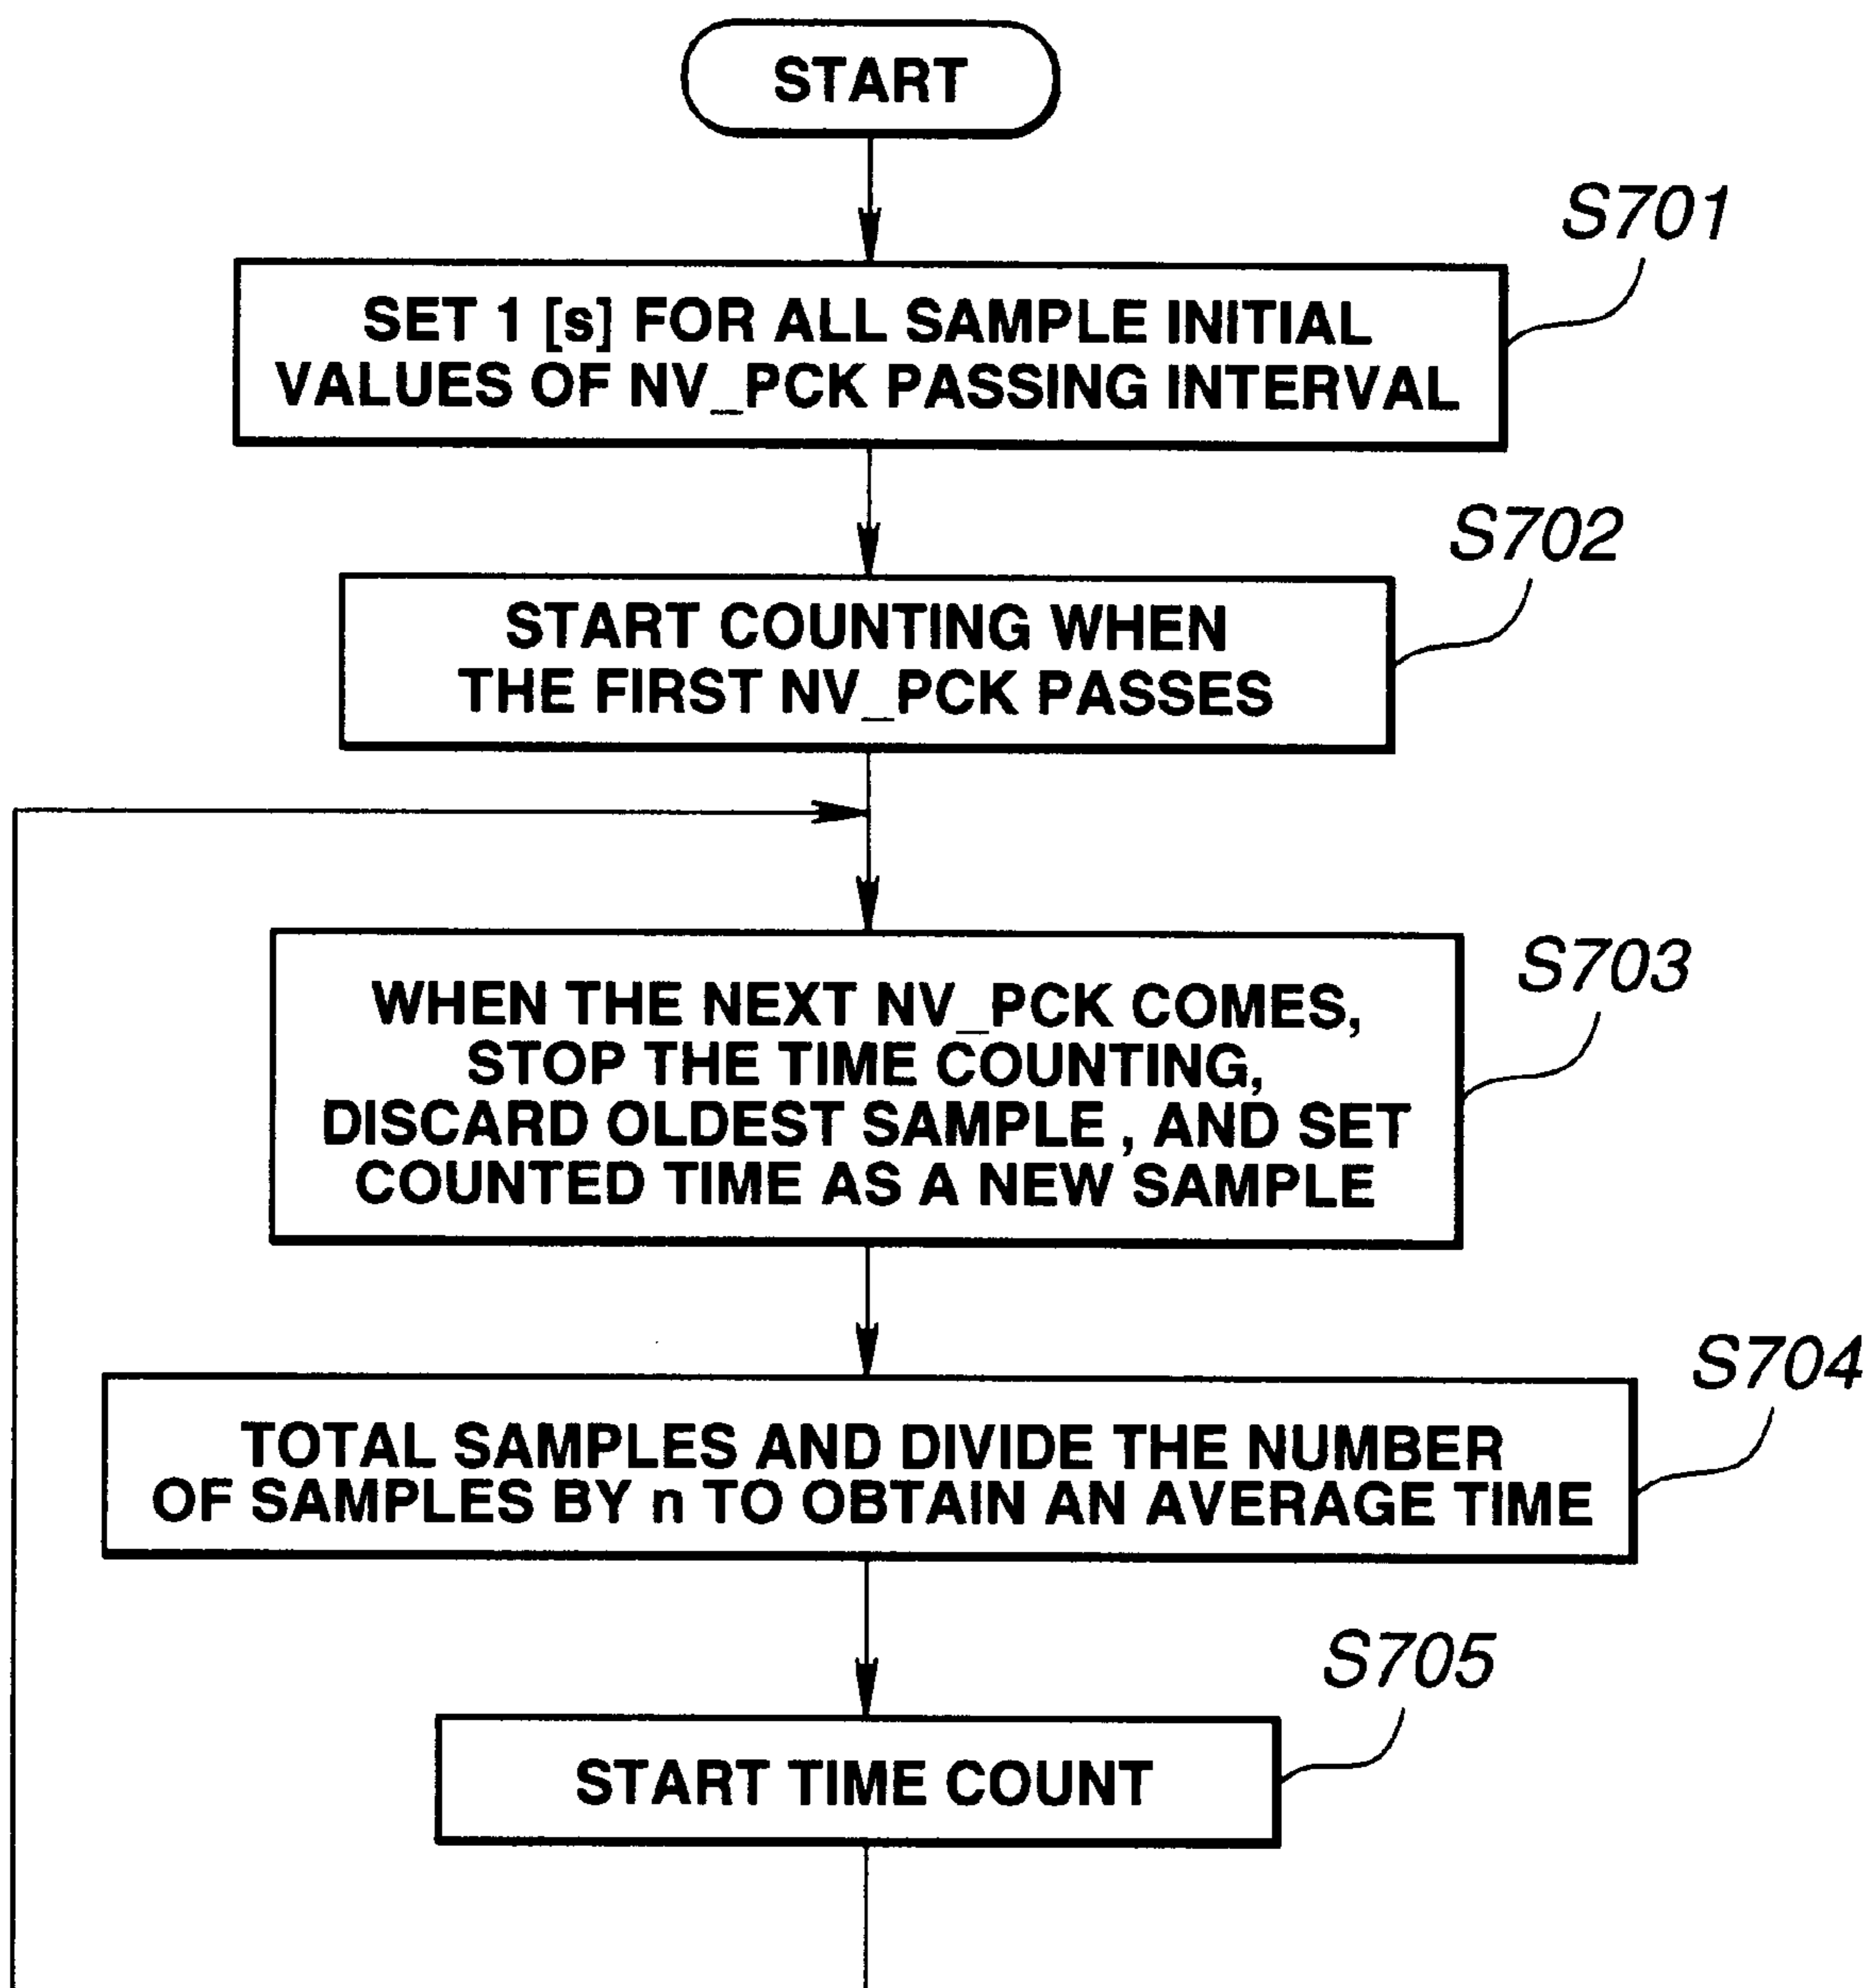 START
S701
SET 1 [s] FOR ALL SAMPLE INITIAL
VALUES OF NV_PCK PASSING INTERVAL
S702
START COUNTING WHEN
THE FIRST NV_PCK PASSES
S703
WHEN THE NEXT NV_PCK COMES,
STOP THE TIME COUNTING,
DISCARD OLDEST SAMPLE , AND SET
COUNTED TIME AS A NEW SAMPLE
S704
TOTAL SAMPLES AND DIVIDE THE NUMBER
OF SAMPLES BY n TO OBTAIN AN AVERAGE TIME
S705
START TIME COUNT